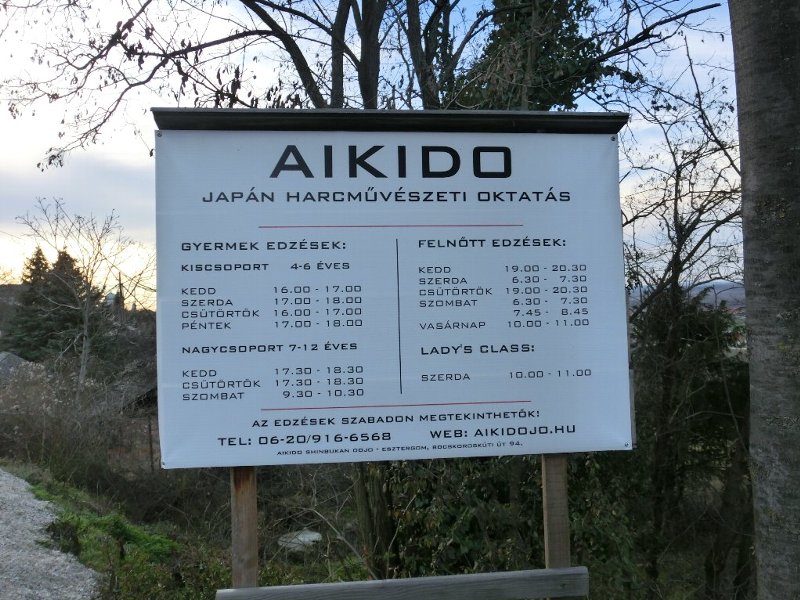 AIKIDO
JAPÁN HARCMŰVÉSZETI OKTATÁS
GYERMEK EDZÉSEK:
KISCSOPORT 4-6 ÉVES
KEDD 16.00 - 17.00
SZERDA 17.00 - 18.00
CSÜTÖRTÖK 16.00 - 17.00
PÉNTEK 17.00 - 18.00
NAGYCSOPORT 7-12 ÉVES
KEDD 17.30 - 18.30
CSÜTÖRTÖK 17.30 - 18.30
SZOMBAT 9.30 - 10.30
FELNŐTT EDZÉSEK:
KEDD 19.00 - 20.30
SZERDA 6.30 - 7.30
CSÜTÖRTÖK 19.00 - 20.30
SZOMBAT 6.30 - 7.30
7.45 - 8.45
VASÁRNAP 10.00 - 11.00
LADY'S CLASS:
SZERDA 10.00 - 11.00
AZ EDZÉSEK SZABADON MEGTEKINTHETŐK:
TEL: 06-20/916-6568 WEB: AIKIDOJO.HU
AIKIDO SHINBUKAN DOJO - ESZTERGOM, BOCSKOROSKÚTI ÚT 94.